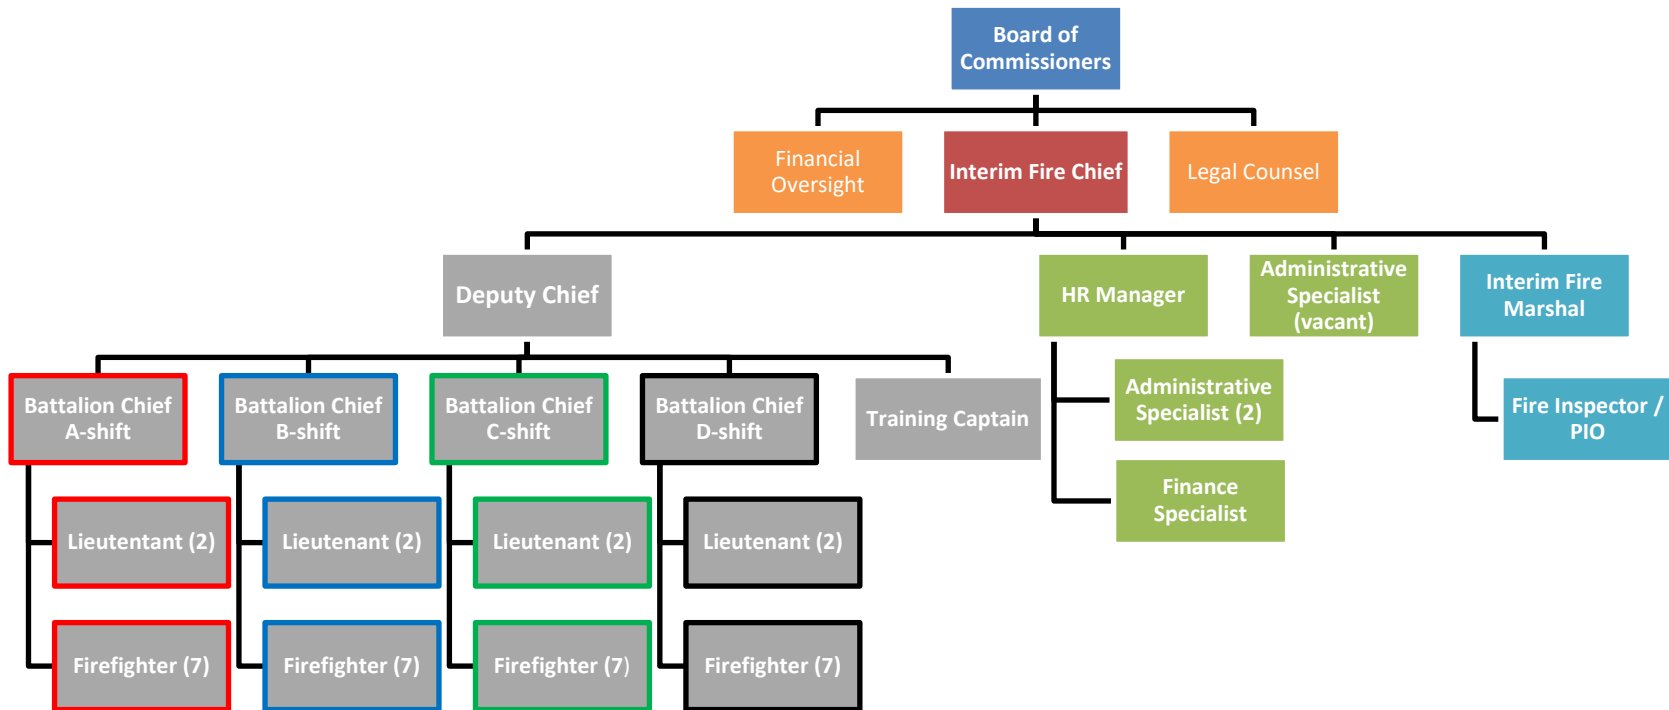 Board of
Commissioners
Financial
Oversight
Interim Fire Chief
Legal Counsel
Deputy Chief
HR Manager
Administrative
Specialist
(vacant)
Interim Fire
Marshal
Battalion Chief
A-shift
Battalion Chief
B-shift
Battalion Chief
C-shift
Battalion Chief
D-shift
Training Captain
Administrative
Specialist (2)
Fire Inspector /
PIO
Finance
Specialist
Lieutentant (2)
Lieutenant (2)
Lieutenant (2)
Lieutenant (2)
Firefighter (7)
Firefighter (7)
Firefighter (7)
Firefighter (7)